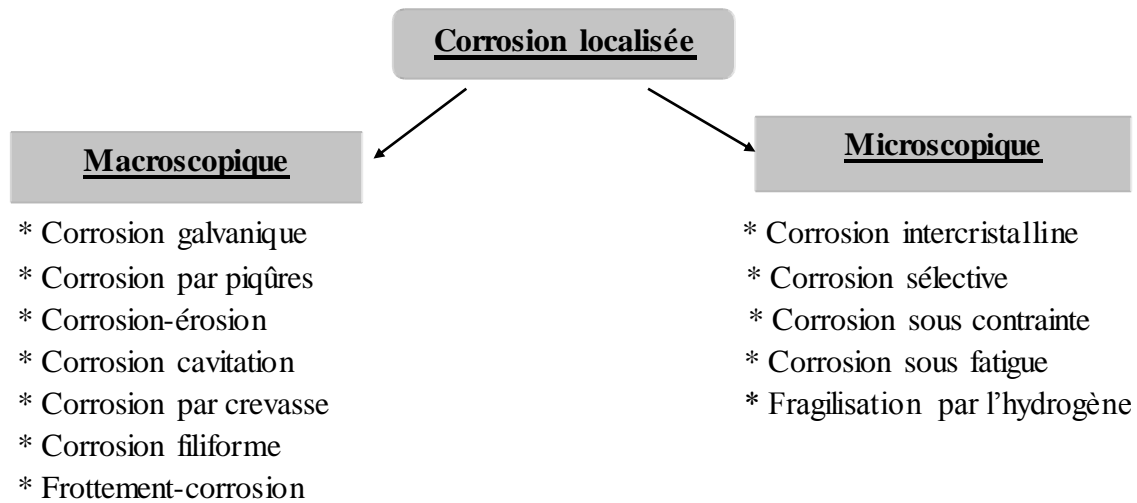 Corrosion localisée
Macroscopique
* Corrosion galvanique
* Corrosion par piqûres
* Corrosion-érosion
* Corrosion cavitation
* Corrosion par crevasse
* Corrosion filiforme
* Frottement-corrosion
Microscopique
* Corrosion intercristalline
* Corrosion sélective
* Corrosion sous contrainte
* Corrosion sous fatigue
* Fragilisation par l’hydrogène